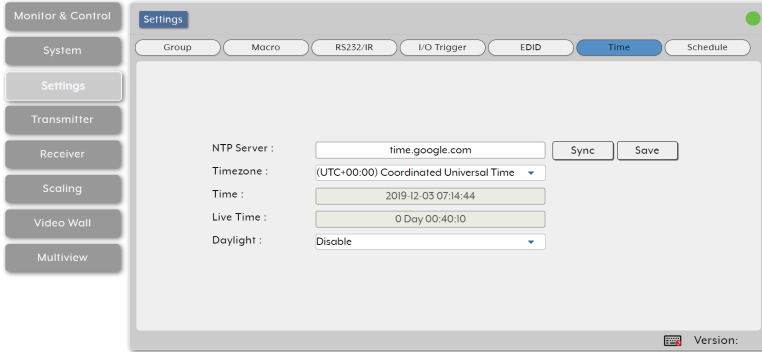 Monitor & Control
System
Settings
Transmitter
Receiver
Scaling
Video Wall
Multiview
Settings
Group Macro RS232/IR I/O Trigger EDID Time Schedule
NTP Server : time.google.com Sync Save
Timezone : (UTC+00:00) Coordinated Universal Time
Time : 2019-12-03 07:14:44
Live Time : 0 Day 00:40:10
Daylight : Disable
Version: